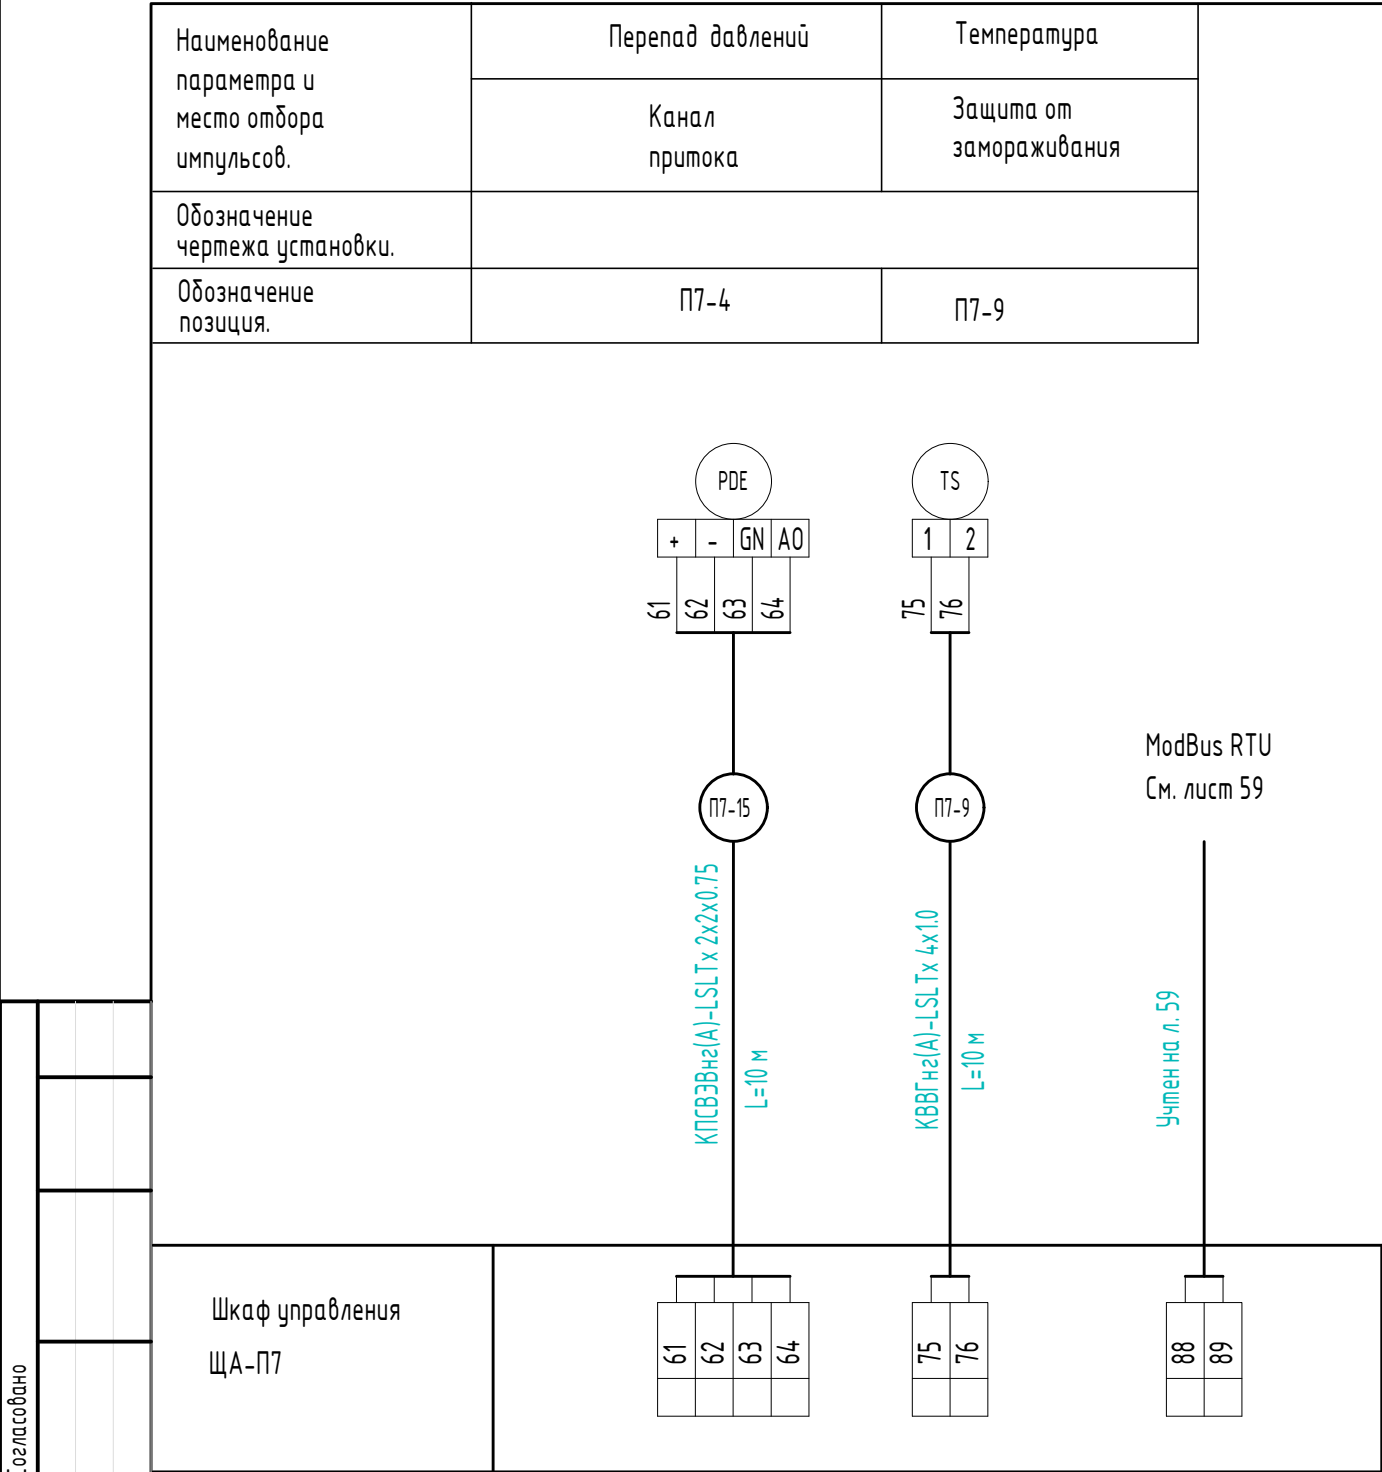 Наименование
параметра и
место отбора
импульсов.
Перепад давлений
Температура
Канал
притока
Защита от
замораживания
Обозначение
чертежа установки.
Обозначение
позиция.
П7-4
П7-9
PDE
TS
+ - GN AO
1 2
61 62 63 64
75 76
ModBus RTU
См. лист 59
П7-15
П7-9
КПСВЭВнг(А)-LSLTx 2x2x0.75
L=10 м
КВВГнг(А)-LSLTx 4x1.0
L=10 м
Учтен на л. 59
Шкаф управления
ЩА-П7
61 62 63 64
75 76
88 89
Согласовано